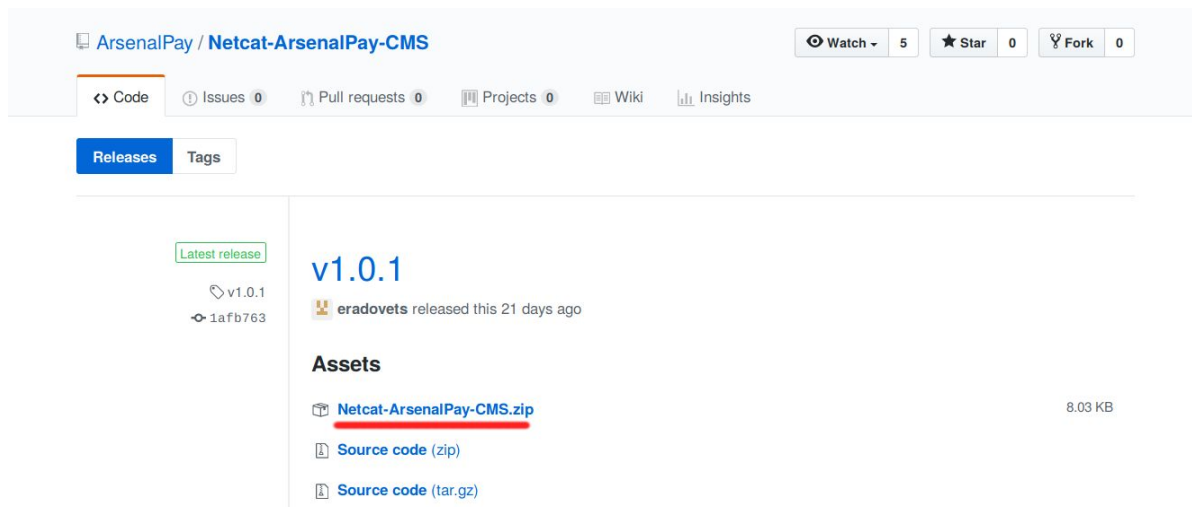 ArsenalPay / Netcat-ArsenalPay-CMS
Watch 5 Star 0 Fork 0
<> Code Issues 0 Pull requests 0 Projects 0 Wiki Insights
Releases Tags
Latest release
v1.0.1
1afb763
v1.0.1
eradovets released this 21 days ago
Assets
Netcat-ArsenalPay-CMS.zip 8.03 KB
Source code (zip)
Source code (tar.gz)